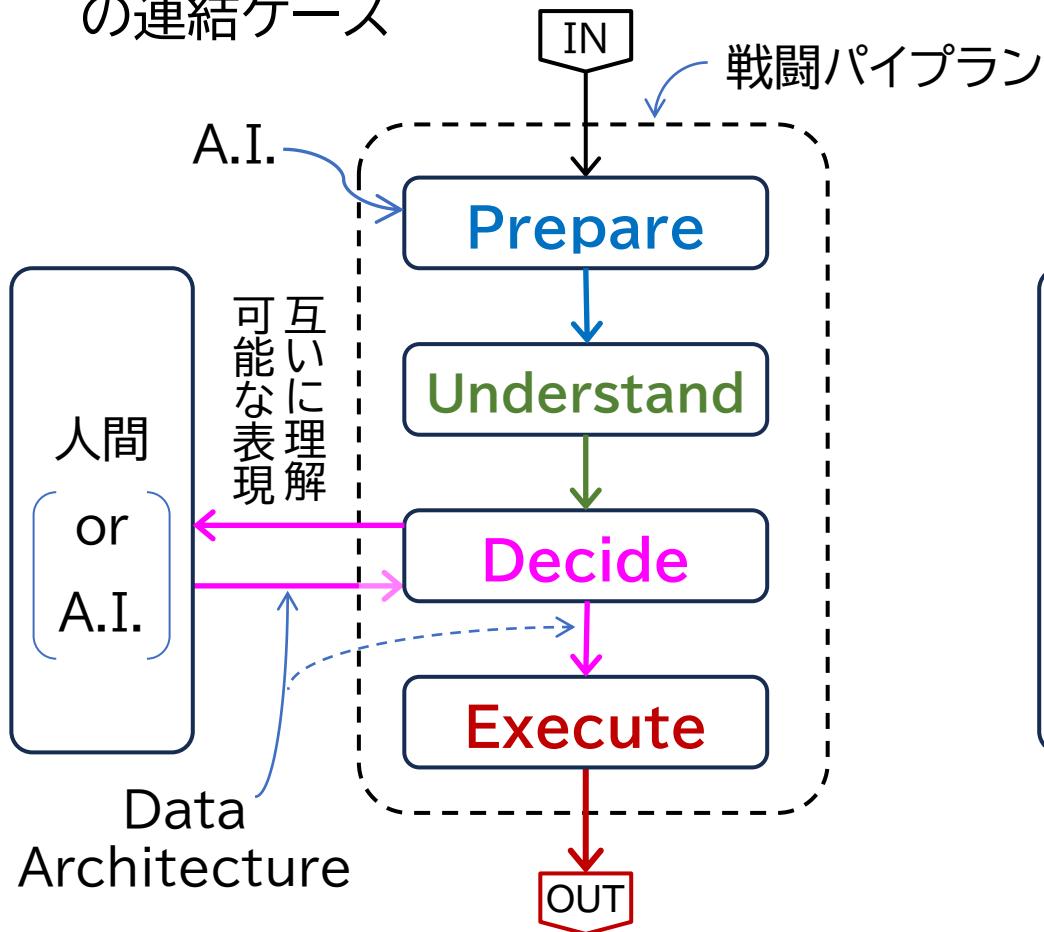 の連結ケース
IN
戦闘パイプラン
A.I.
Prepare
互いに理解
可能な表現
Understand
人間
or
A.I.
Decide
Execute
Data
Architecture
OUT